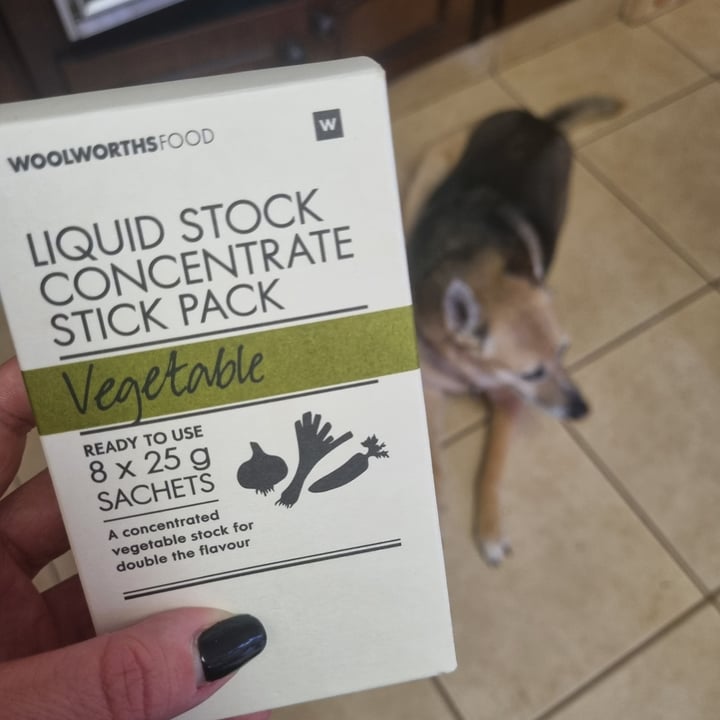 WOOLWORTHSFOOD
W
LIQUID STOCK
CONCENTRATE
STICK PACK
Vegetable
READY TO USE
8 x 25 g
SACHETS
A concentrated
vegetable stock for
double the flavour